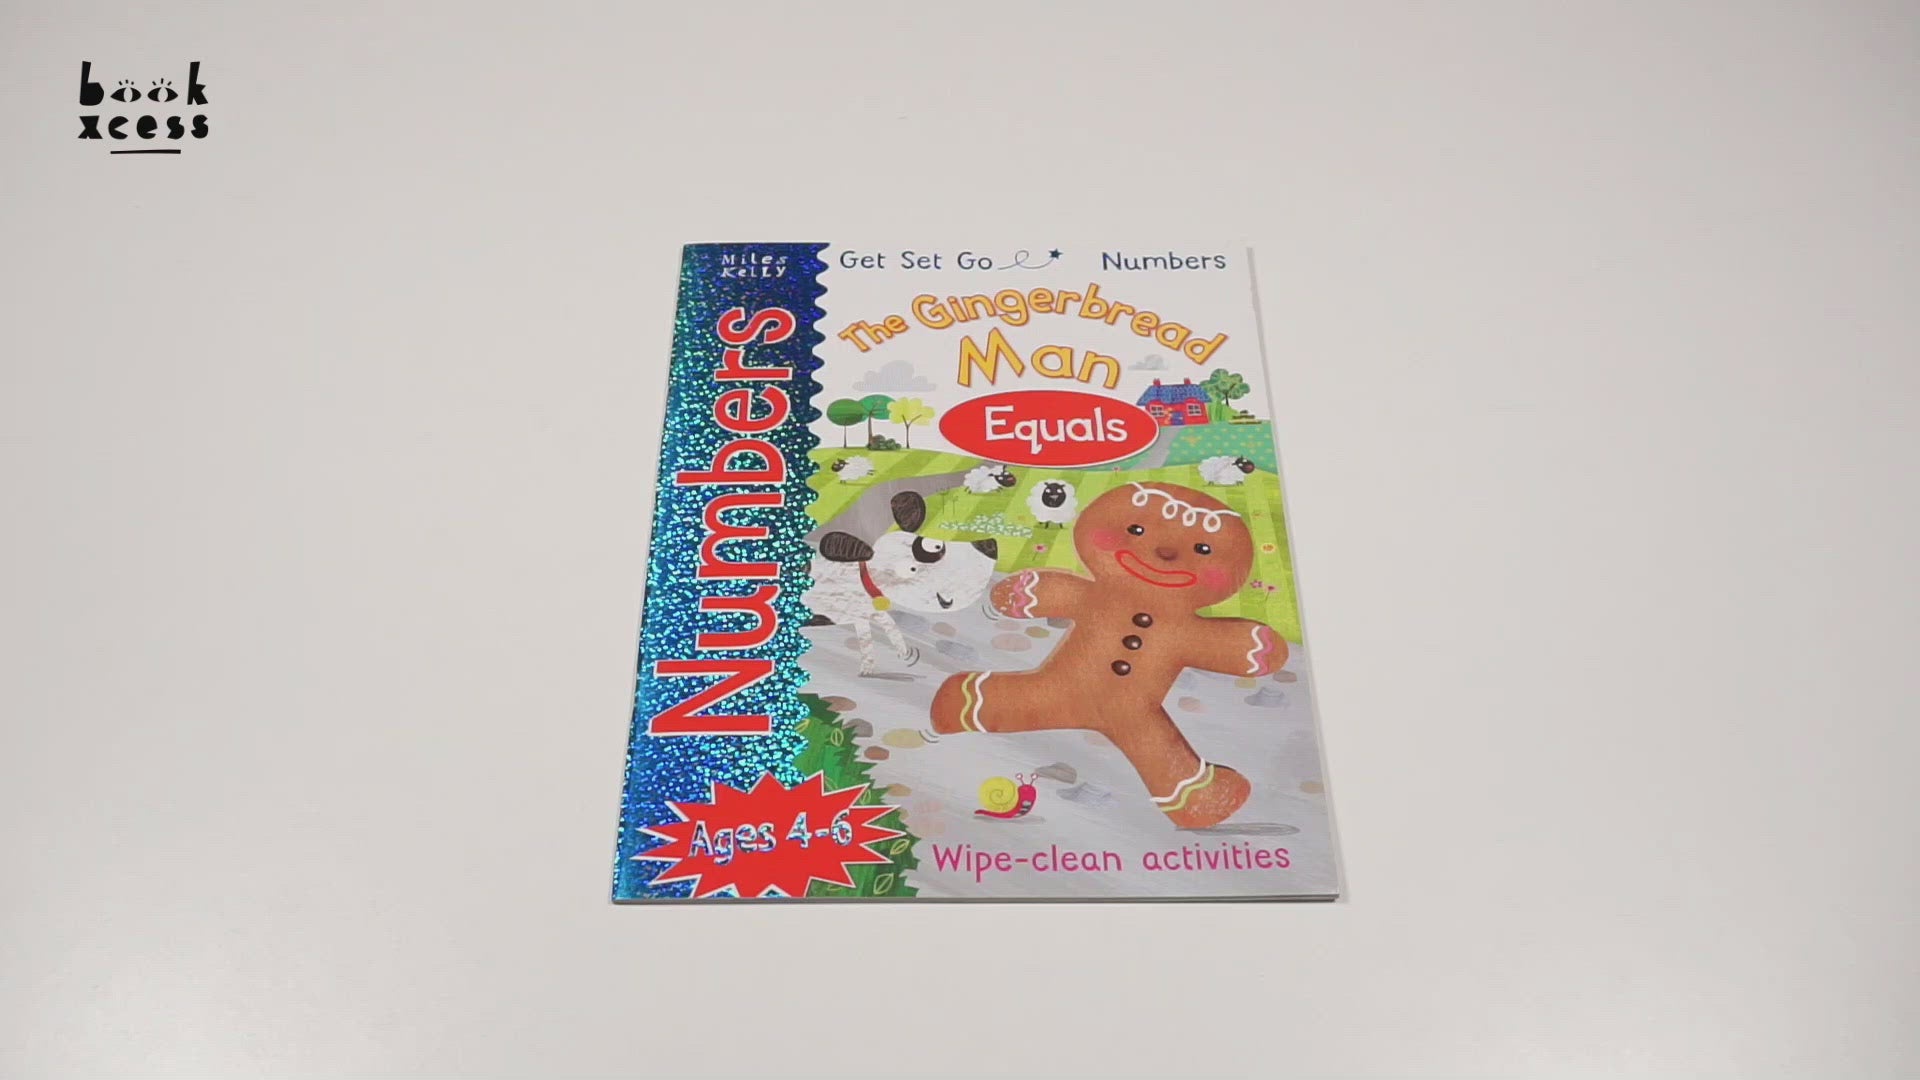 book
xcess
Miles
Kelly
Get Set Go
Numbers
The Gingerbread
Man
Equals
Numbers
Ages 4-6
Wipe-clean activities